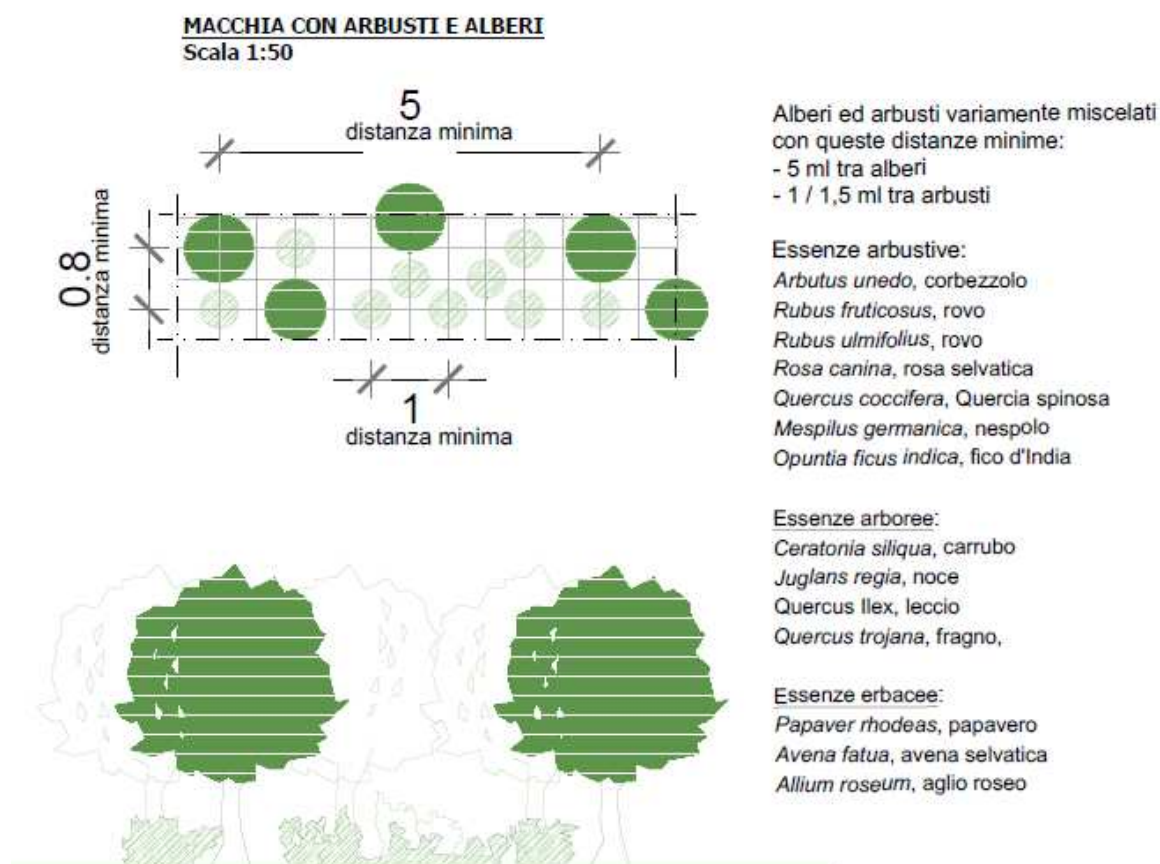 MACCHIA CON ARBUSTI E ALBERI
Scala 1:50
5
distanza minima
0.8
distanza minima
1
distanza minima
Alberi ed arbusti variamente miscelati
con queste distanze minime:
- 5 ml tra alberi
- 1 / 1,5 ml tra arbusti
Essenze arbustive:
Arbutus unedo, corbezzolo
Rubus fruticosus, rovo
Rubus ulmifolius, rovo
Rosa canina, rosa selvatica
Quercus coccifera, Quercia spinosa
Mespilus germanica, nespolo
Opuntia ficus indica, fico d'India
Essenze arboree:
Ceratonia siliqua, carrubo
Juglans regia, noce
Quercus Ilex, leccio
Quercus trojana, fragno,
Essenze erbacee:
Papaver rhodeas, papavero
Avena fatua, avena selvatica
Allium roseum, aglio roseo